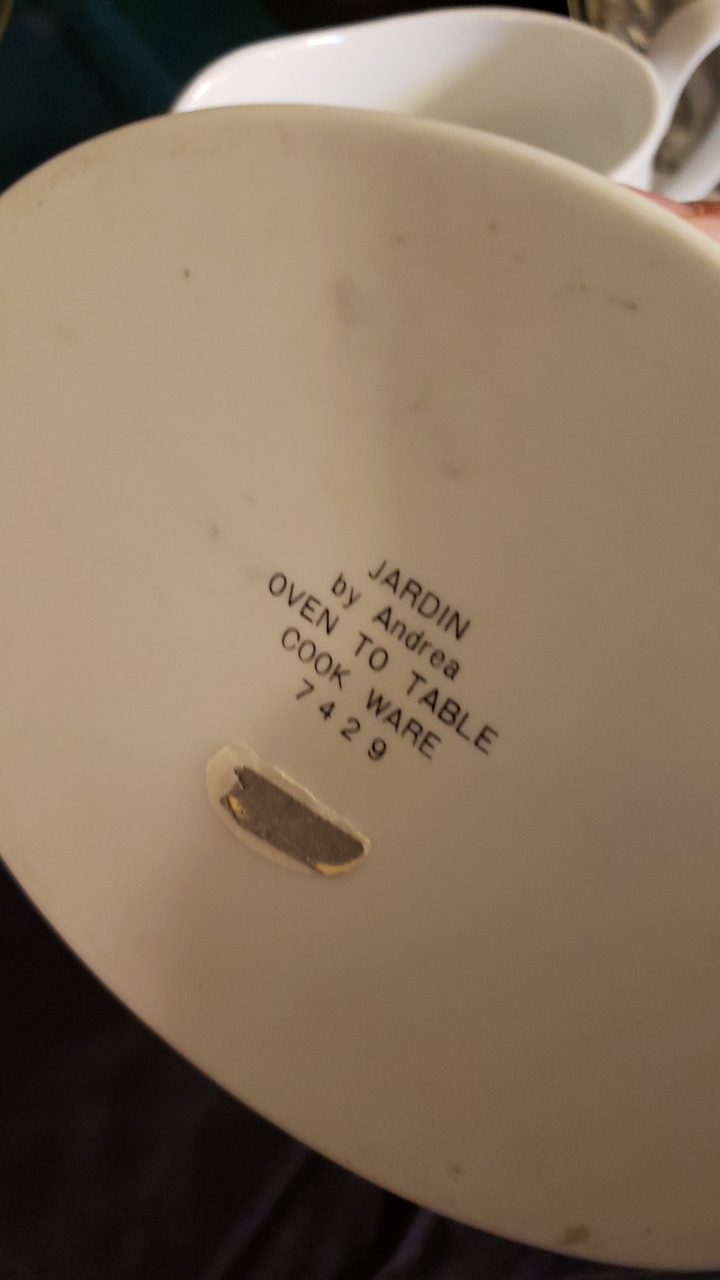 JARDIN
by Andrea
OVEN TO TABLE
COOK WARE
7429